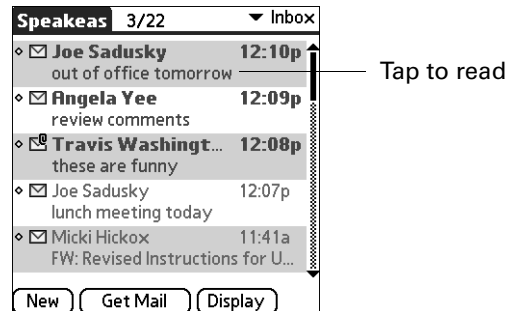 Speakeas 3/22 Inbox
Joe Sadusky 12:10p
out of office tomorrow
Tap to read
Angela Yee 12:09p
review comments
Travis Washingt... 12:08p
these are funny
Joe Sadusky 12:07p
lunch meeting today
Micki Hickox 11:41a
FW: Revised Instructions for U...
New Get Mail Display